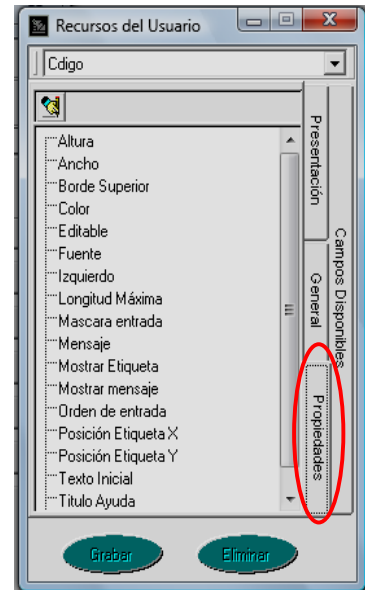 Recursos del Usuario
Cdigo
Altura
Ancho
Borde Superior
Color
Editable
Fuente
Izquierdo
Longitud Máxima
Mascara entrada
Mensaje
Mostrar Etiqueta
Mostrar mensaje
Orden de entrada
Posición Etiqueta X
Posición Etiqueta Y
Texto Inicial
Titulo Ayuda
Presentación
General
Propiedades
Campos Disponibles
Grabar
Eliminar